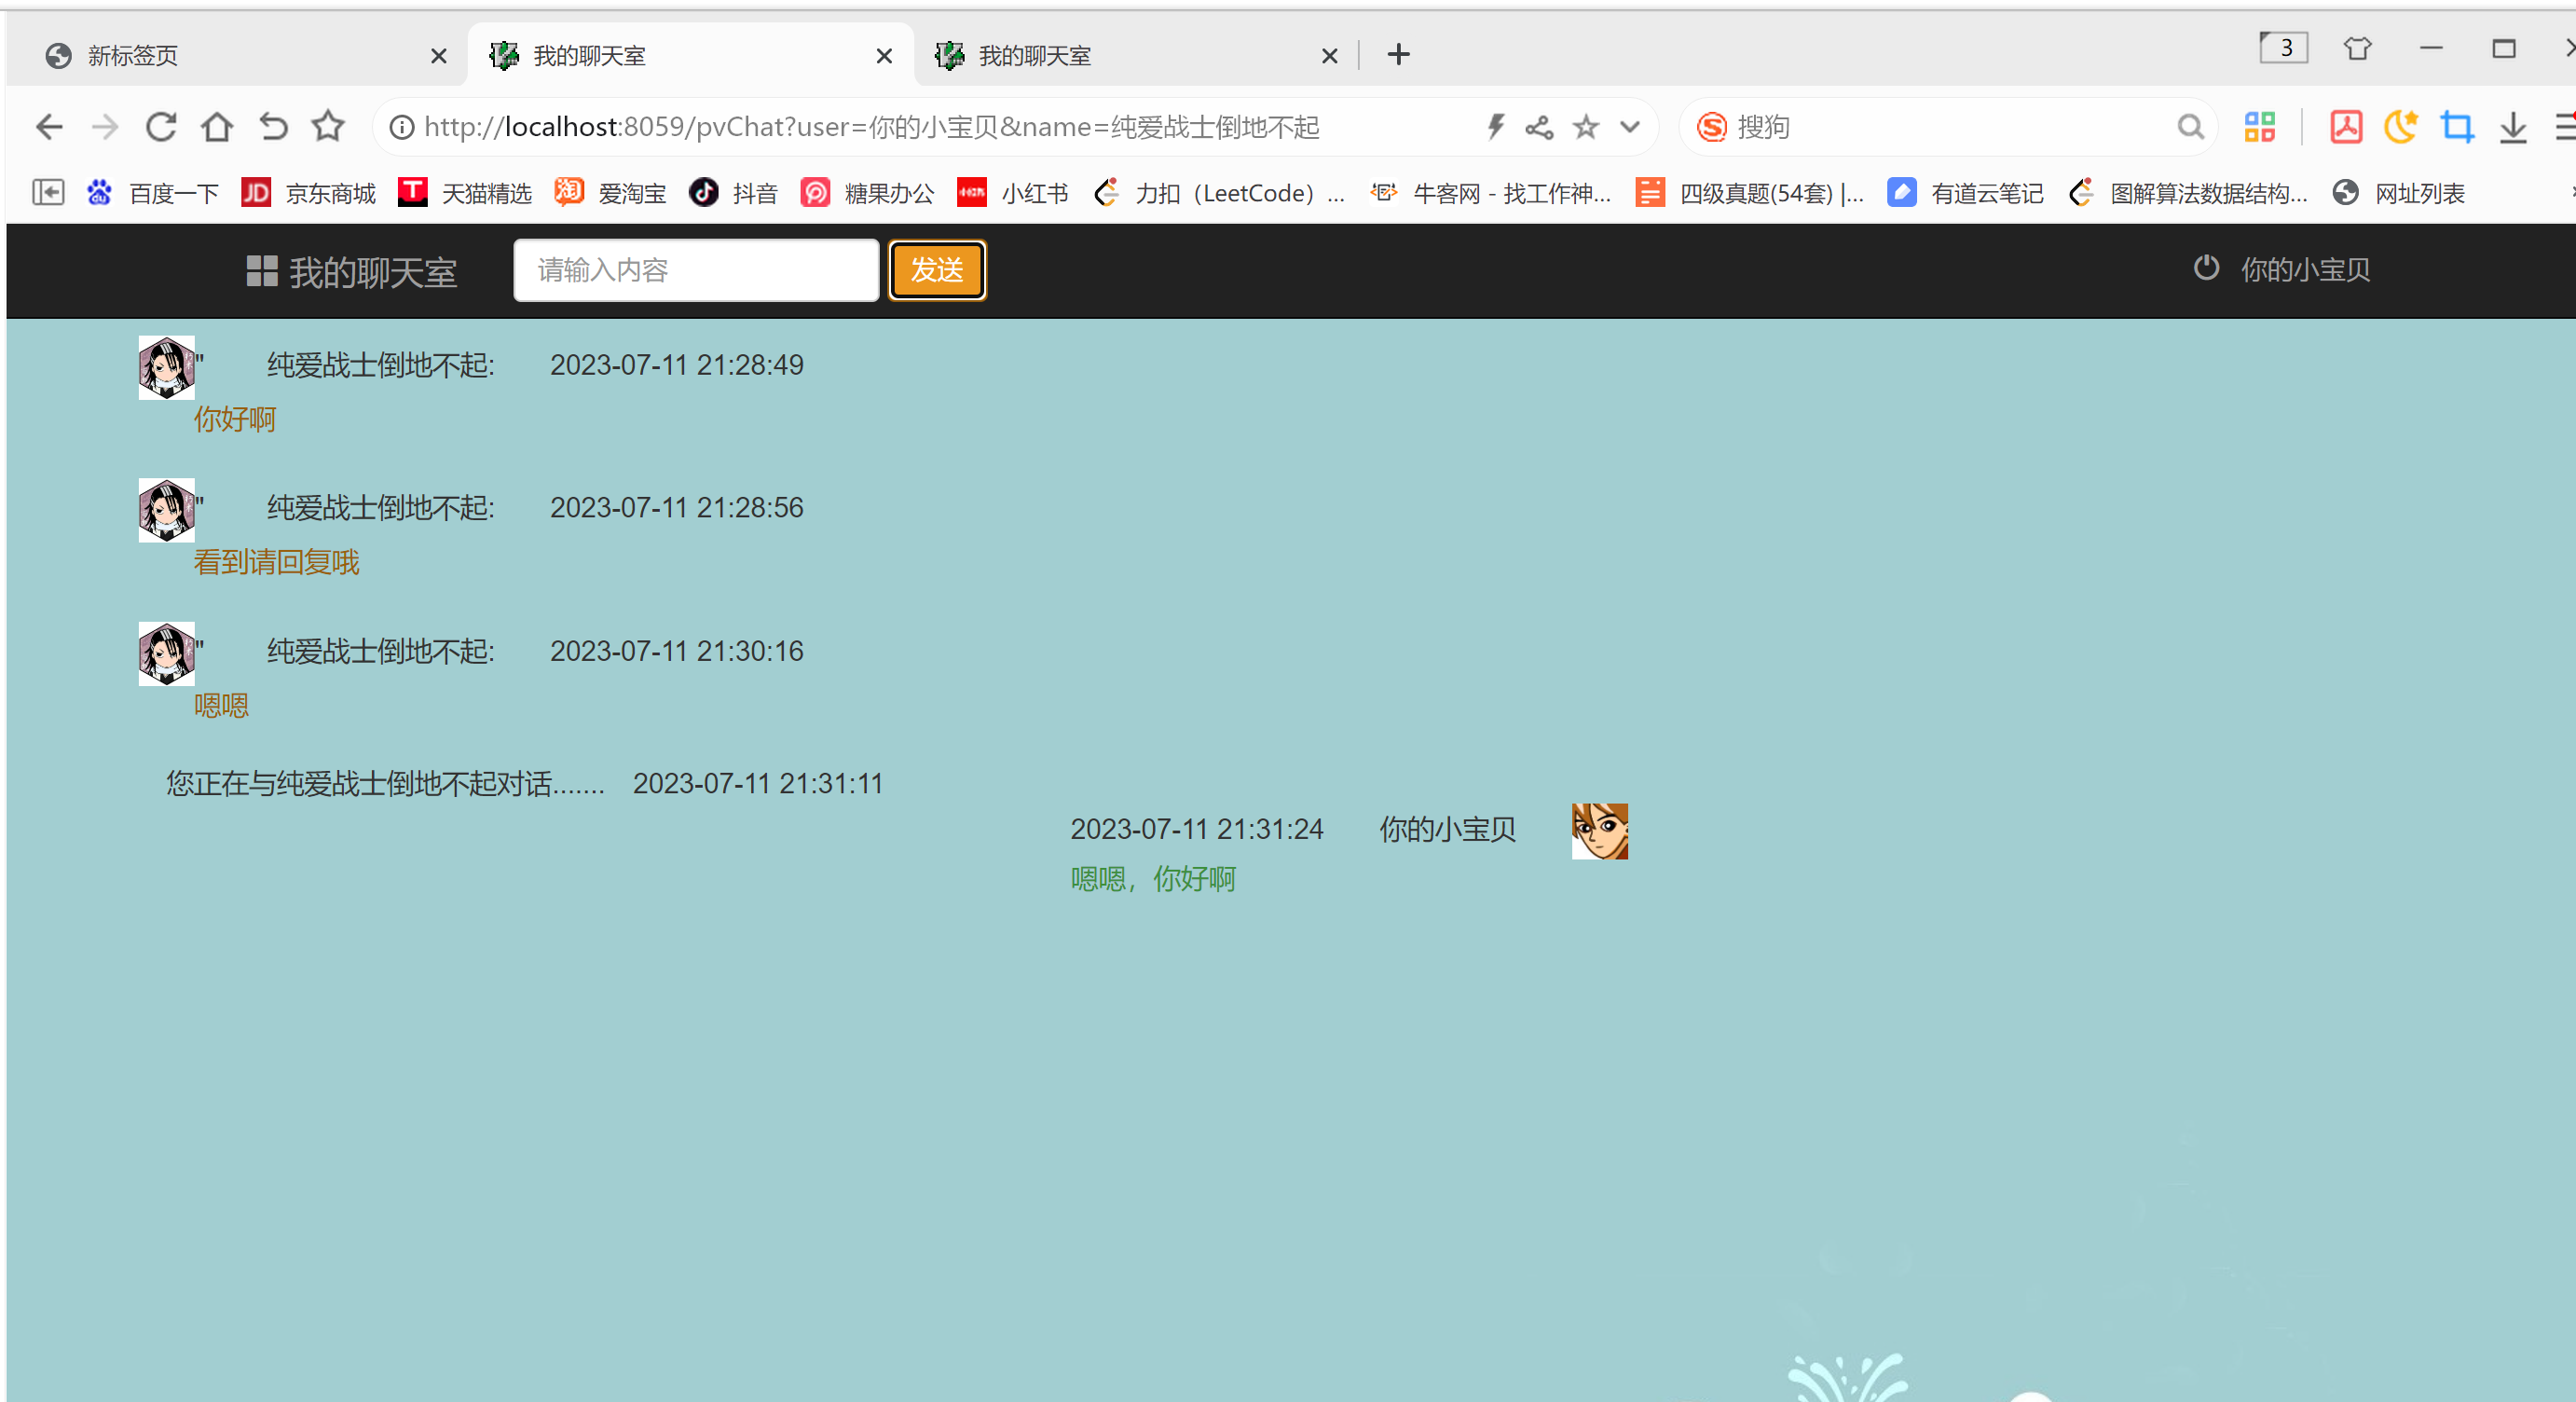 新标签页 我的聊天室 我的聊天室 3
http://localhost:8059/pvChat?user=你的小宝贝&name=纯爱战士倒地不起 搜狗
百度一下 JD 京东商城 T 天猫精选 淘 爱淘宝 抖音 糖果办公 小红书 小红书 力扣（LeetCode）... 牛客网 - 找工作神... 四级真题(54套) |... 有道云笔记 图解算法数据结构... 网址列表
我的聊天室 请输入内容 发送 你的小宝贝
" 纯爱战士倒地不起: 2023-07-11 21:28:49
你好啊
" 纯爱战士倒地不起: 2023-07-11 21:28:56
看到请回复哦
" 纯爱战士倒地不起: 2023-07-11 21:30:16
嗯嗯
您正在与纯爱战士倒地不起对话....... 2023-07-11 21:31:11
2023-07-11 21:31:24 你的小宝贝
嗯嗯，你好啊